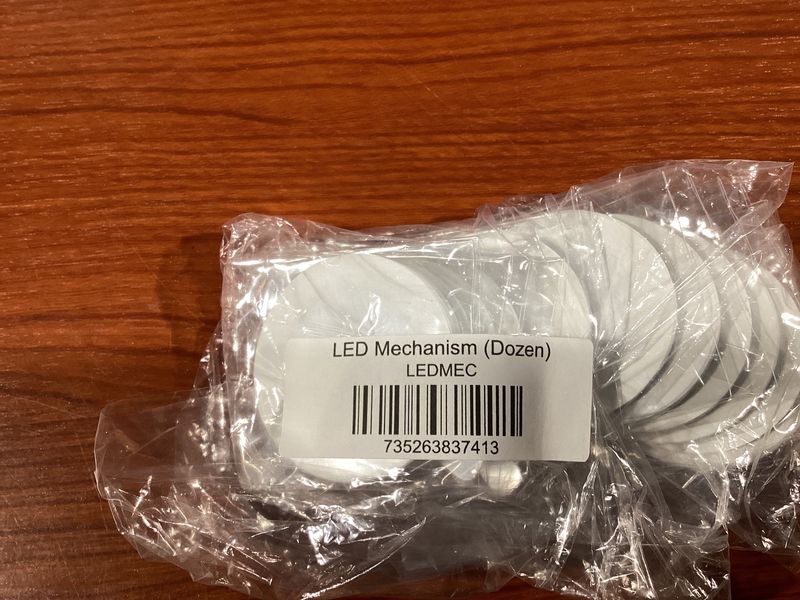 LED Mechanism (Dozen)
LEDMEC
735263837413